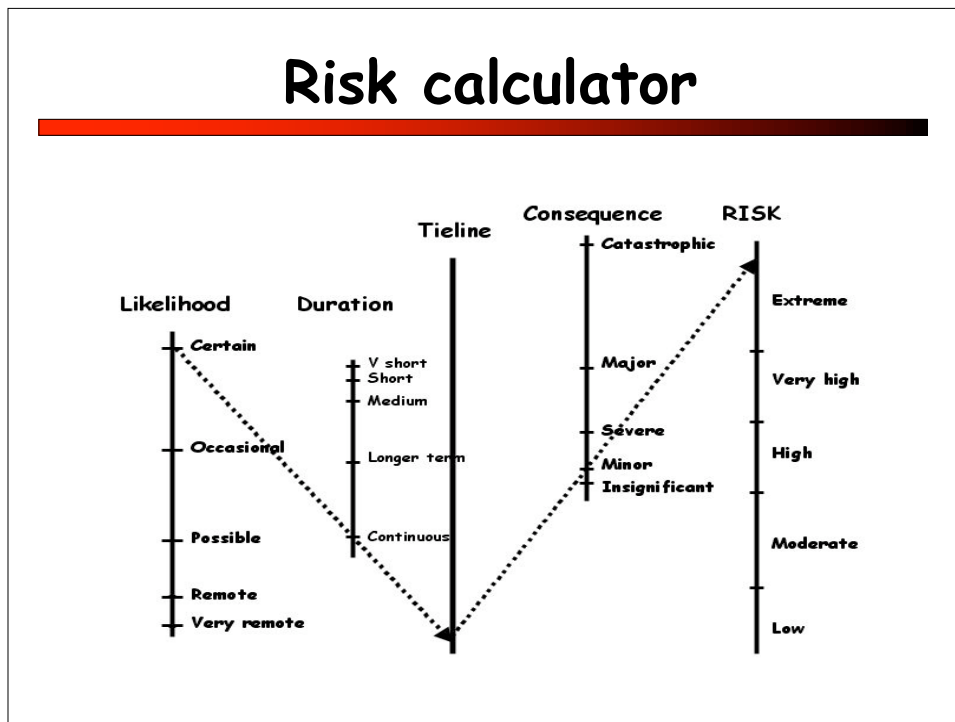 Risk calculator
Likelihood
Certain
Occasional
Possible
Remote
Very remote
Duration
V short
Short
Medium
Longer term
Continuous
Tieline
Consequence
Catastrophic
Major
Severe
Minor
Insignificant
RISK
Extreme
Very high
High
Moderate
Low